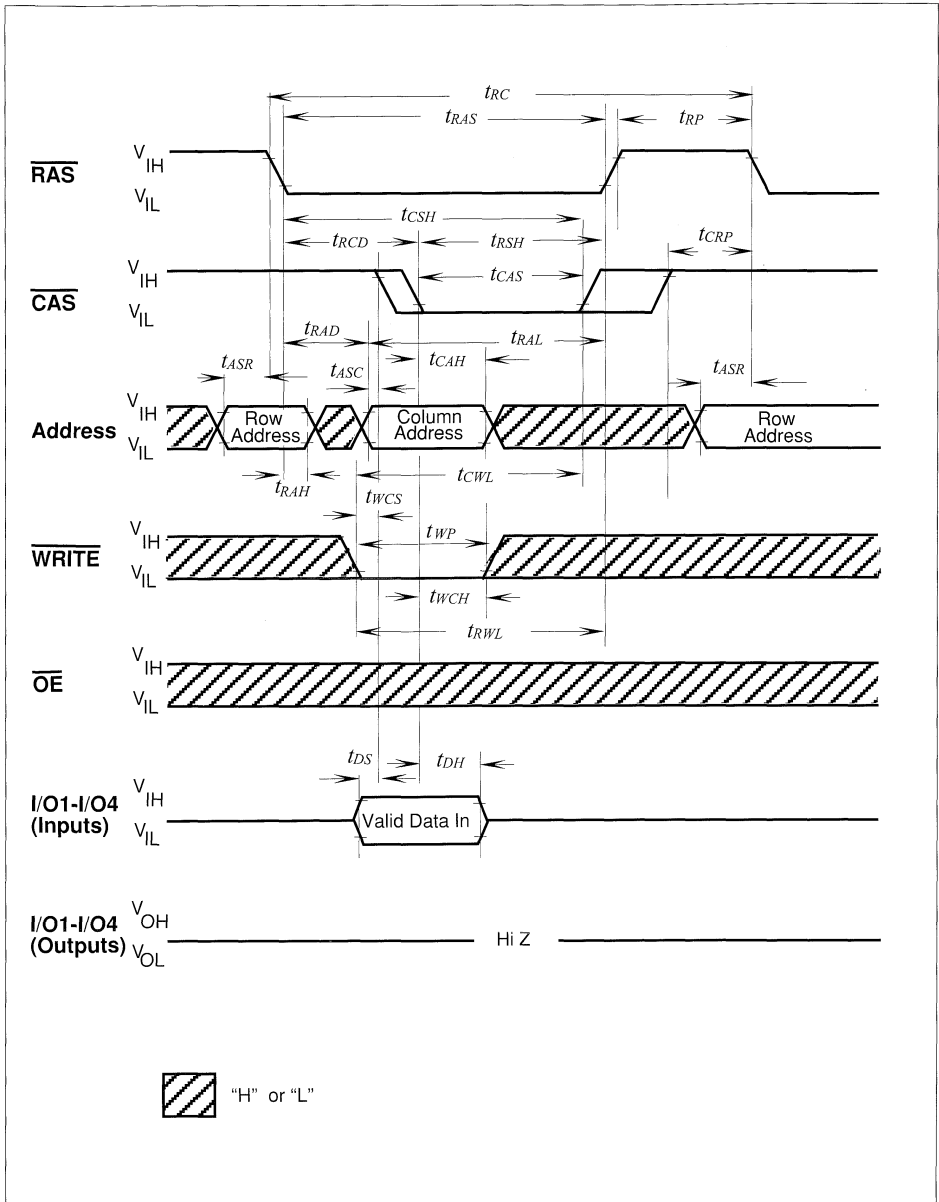 tRC
tRAS
tRP
RAS
VIH
VIL
tCSH
tRCD
tRSH
tCRP
tCAS
CAS
VIH
VIL
tRAD
tRAL
tASR
tASC
tCAH
tASR
Address
VIH
VIL
Row Address
Column Address
Row Address
tRAH
tCWL
tWCS
tWP
WRITE
VIH
VIL
tWCH
tRWL
OE
VIH
VIL
tDS
tDH
I/O1-I/O4
(Inputs)
VIH
VIL
Valid Data In
I/O1-I/O4
(Outputs)
VOH
VOL
Hi Z
"H" or "L"